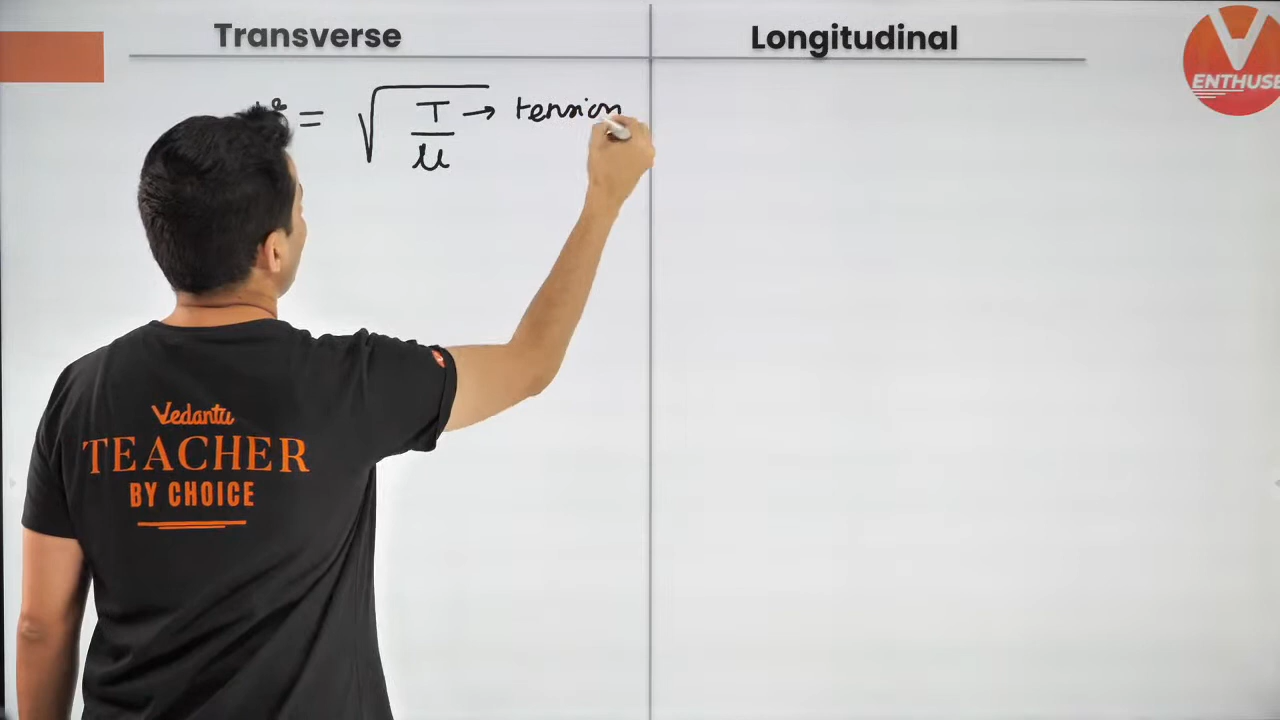 Transverse
Longitudinal
ENTHUSE
= √ T/μ → tension
Vedantu
TEACHER
BY CHOICE